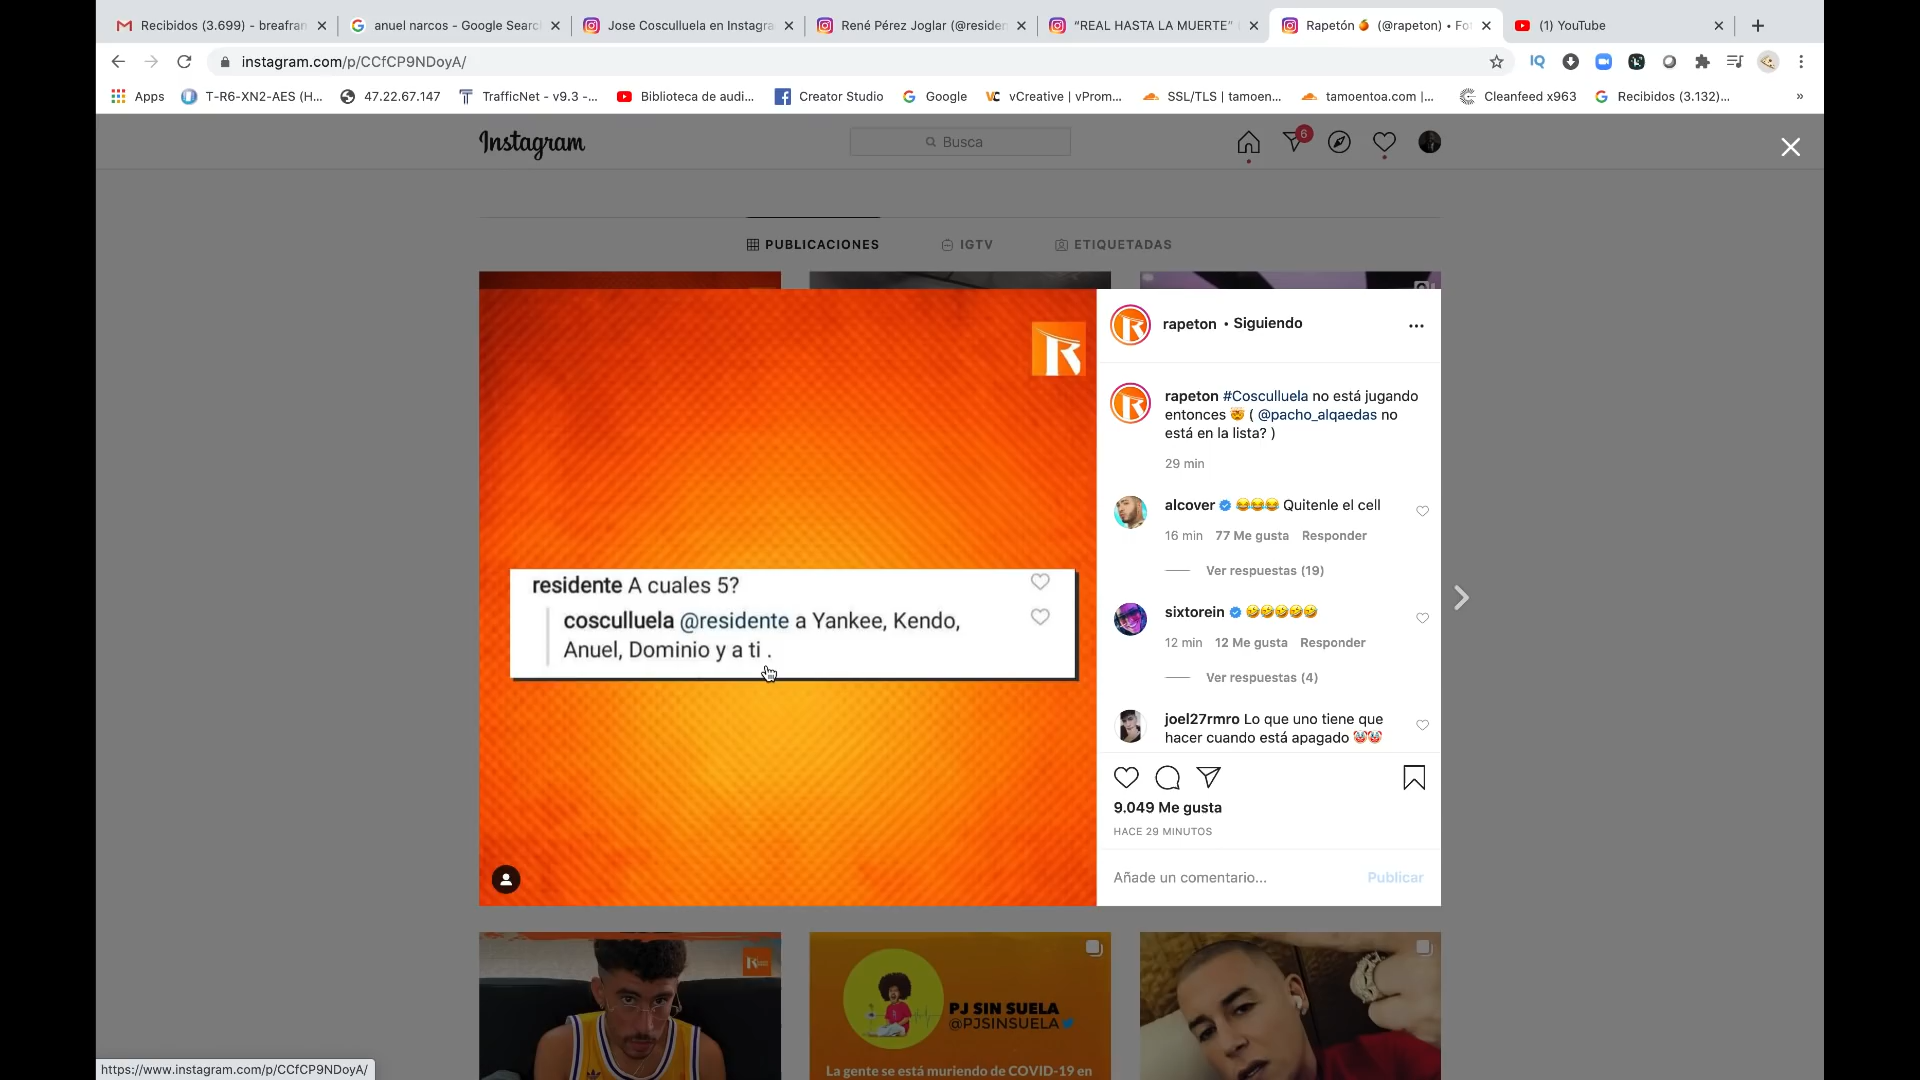 Recibidos (3.699) - breafran
anuel narcos - Google Search
Jose Cosculluela en Instagra
René Pérez Joglar (@residen
“REAL HASTA LA MUERTE”
Rapetón (@rapeton) • Fot
(1) YouTube
instagram.com/p/CCfCP9NDoyA/
IQ
Apps
T-R6-XN2-AES (H...
47.22.67.147
TrafficNet - v9.3 -...
Biblioteca de audi...
Creator Studio
Google
vCreative | vProm...
SSL/TLS | tamoen...
tamoentoa.com |...
Cleanfeed x963
Recibidos (3.132)...
»
Instagram
Busca
6
PUBLICACIONES
IGTV
ETIQUETADAS
R
residente A cuales 5?
cosculluela @residente a Yankee, Kendo,
Anuel, Dominio y a ti .
rapeton • Siguiendo
rapeton #Cosculluela no está jugando
entonces 🤯 ( @pacho_alqaedas no
está en la lista? )
29 min
alcover 😂😂😂 Quitenle el cell
16 min 77 Me gusta Responder
Ver respuestas (19)
sixtorein 🤣🤣🤣🤣🤣
12 min 12 Me gusta Responder
Ver respuestas (4)
joel27rmro Lo que uno tiene que
hacer cuando está apagado 🤡🤡
9.049 Me gusta
HACE 29 MINUTOS
Añade un comentario...
Publicar
PJ SIN SUELA
@PJSINSUELA
La gente se está muriendo de COVID-19 en
https://www.instagram.com/p/CCfCP9NDoyA/